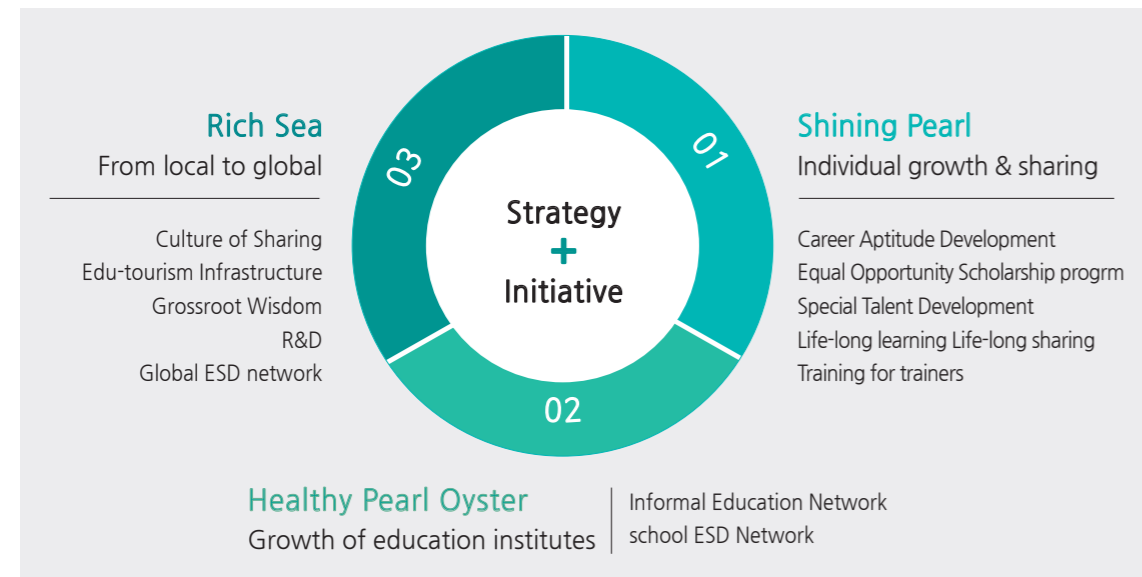 Strategy
+
Initiative
01
Shining Pearl
Individual growth & sharing
Career Aptitude Development
Equal Opportunity Scholarship progrm
Special Talent Development
Life-long learning Life-long sharing
Training for trainers
02
Healthy Pearl Oyster
Growth of education institutes
Informal Education Network
school ESD Network
03
Rich Sea
From local to global
Culture of Sharing
Edu-tourism Infrastructure
Grossroot Wisdom
R&D
Global ESD network